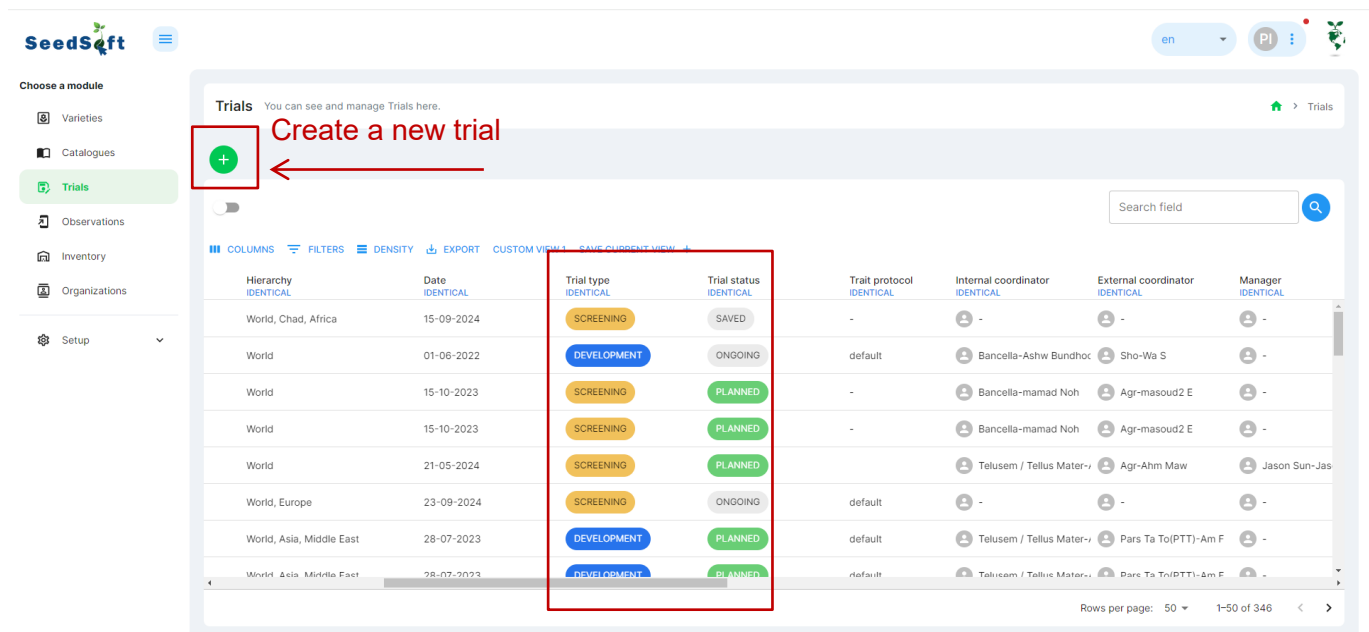 SeedSoft
en
PI
Choose a module
Varieties
Catalogues
Trials
Observations
Inventory
Organizations
Setup
Trials You can see and manage Trials here.
> Trials
Create a new trial
+
Search field
COLUMNS FILTERS DENSITY EXPORT CUSTOM VIEW 1 SAVE CURRENT VIEW +
Hierarchy Date Trial type Trial status Trait protocol Internal coordinator External coordinator Manager
IDENTICAL IDENTICAL IDENTICAL IDENTICAL IDENTICAL IDENTICAL IDENTICAL IDENTICAL
World, Chad, Africa 15-09-2024 SCREENING SAVED - - - -
World 01-06-2022 DEVELOPMENT ONGOING default Bancella-Ashw Bundhoo Sho-Wa S -
World 15-10-2023 SCREENING PLANNED - Bancella-mamad Noh Agr-masoud2 E -
World 15-10-2023 SCREENING PLANNED - Bancella-mamad Noh Agr-masoud2 E -
World 21-05-2024 SCREENING PLANNED Telusem / Tellus Mater- Agr-Ahm Maw Jason Sun-Jas
World, Europe 23-09-2024 SCREENING ONGOING default - - -
World, Asia, Middle East 28-07-2023 DEVELOPMENT PLANNED default Telusem / Tellus Mater- Pars Ta To(PTT)-Am F -
World, Asia, Middle East 28-07-2023 DEVELOPMENT PLANNED default Telusem / Tellus Mater- Pars Ta To(PTT)-Am F -
Rows per page: 50 1–50 of 346 < >